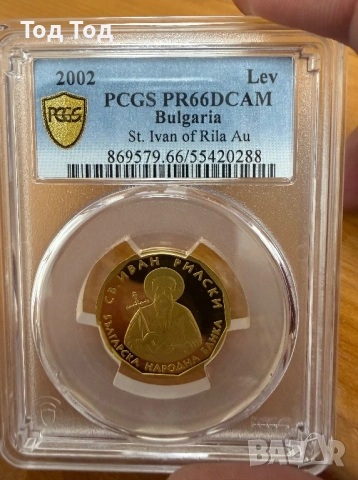 Тод Тод
2002 Lev
PCGS PR66DCAM
Bulgaria
St. Ivan of Rila Au
869579.66/55420288
PCGS
СВ. ИВАН РИЛСКИ
БЪЛГАРСКА НАРОДНА БАНКА
BAZAR